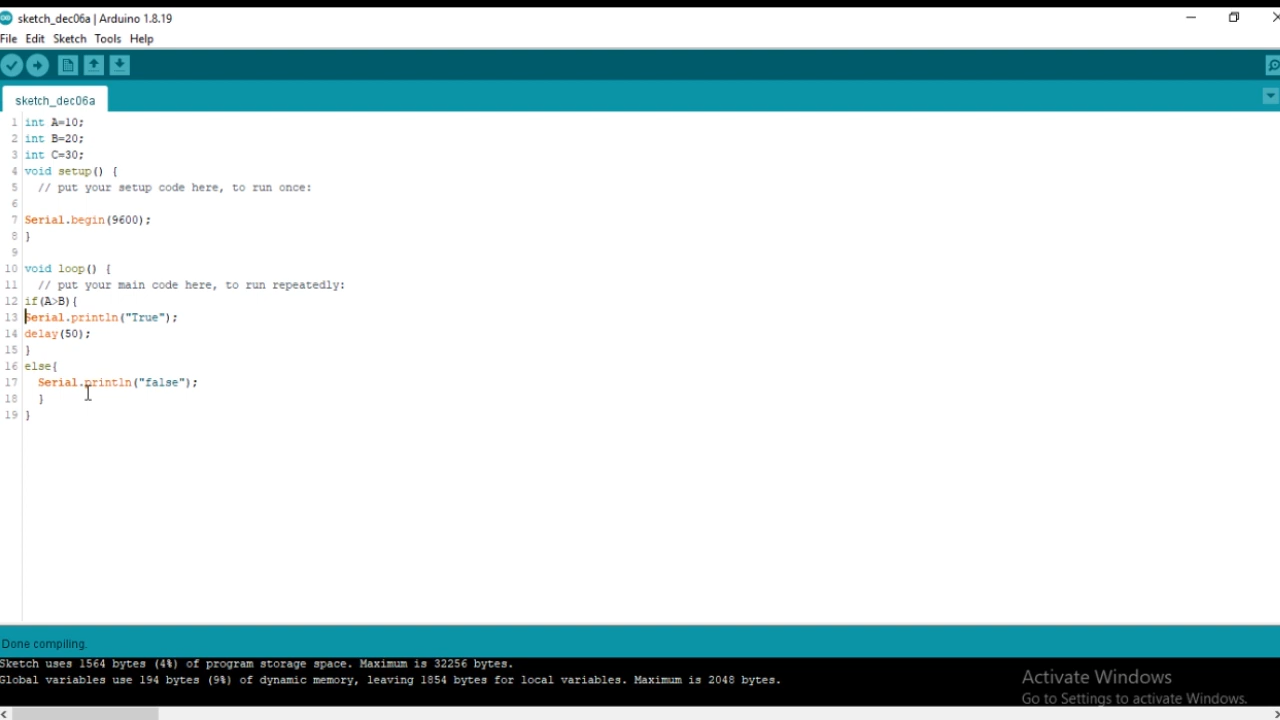 sketch_dec06a | Arduino 1.8.19
File Edit Sketch Tools Help
sketch_dec06a
1 int A=10;
2 int B=20;
3 int C=30;
4 void setup() {
5 // put your setup code here, to run once:
6
7 Serial.begin(9600);
8 }
9
10 void loop() {
11 // put your main code here, to run repeatedly:
12 if(A>B){
13 Serial.println("True");
14 delay(50);
15 }
16 else{
17 Serial.println("false");
18 }
19 }
Done compiling.
Sketch uses 1564 bytes (4%) of program storage space. Maximum is 32256 bytes.
Global variables use 194 bytes (9%) of dynamic memory, leaving 1854 bytes for local variables. Maximum is 2048 bytes.
Activate Windows
Go to Settings to activate Windows.